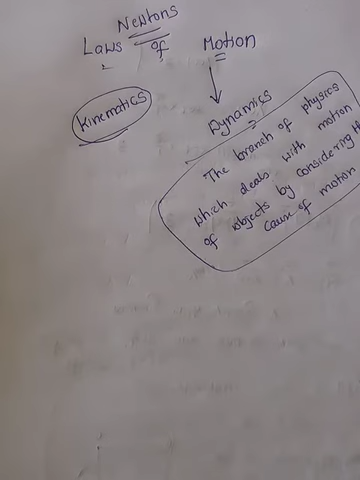 Newtons
Laws of Motion
Kinematics
Dynamics
The branch of physics
which deals with motion
of objects by considering
cause of motion